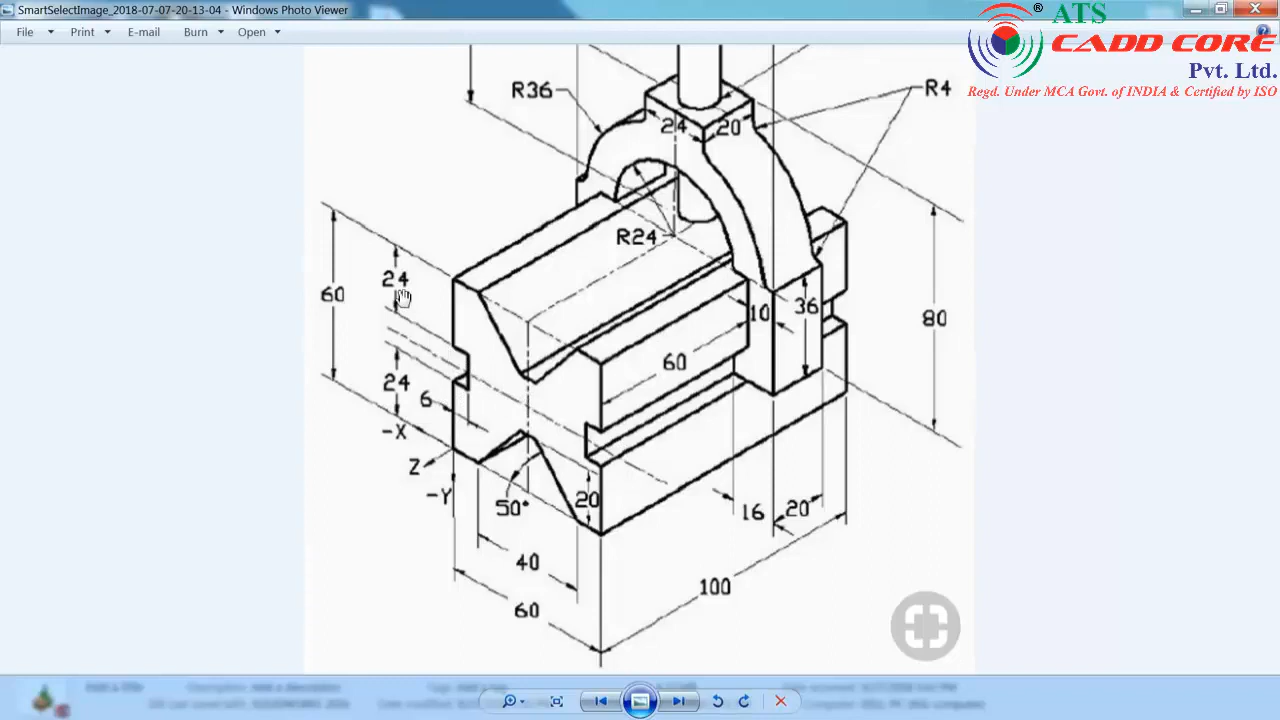 SmartSelectImage_2018-07-07-20-13-04 - Windows Photo Viewer
File Print E-mail Burn Open
® ATS
CADD CORE
Pvt. Ltd.
Regd. Under MCA Govt. of INDIA & Certified by ISO
R36
R4
24
20
R24
60
24
10
36
80
60
24
6
-X
Z
-Y
50°
20
16
20
40
100
60